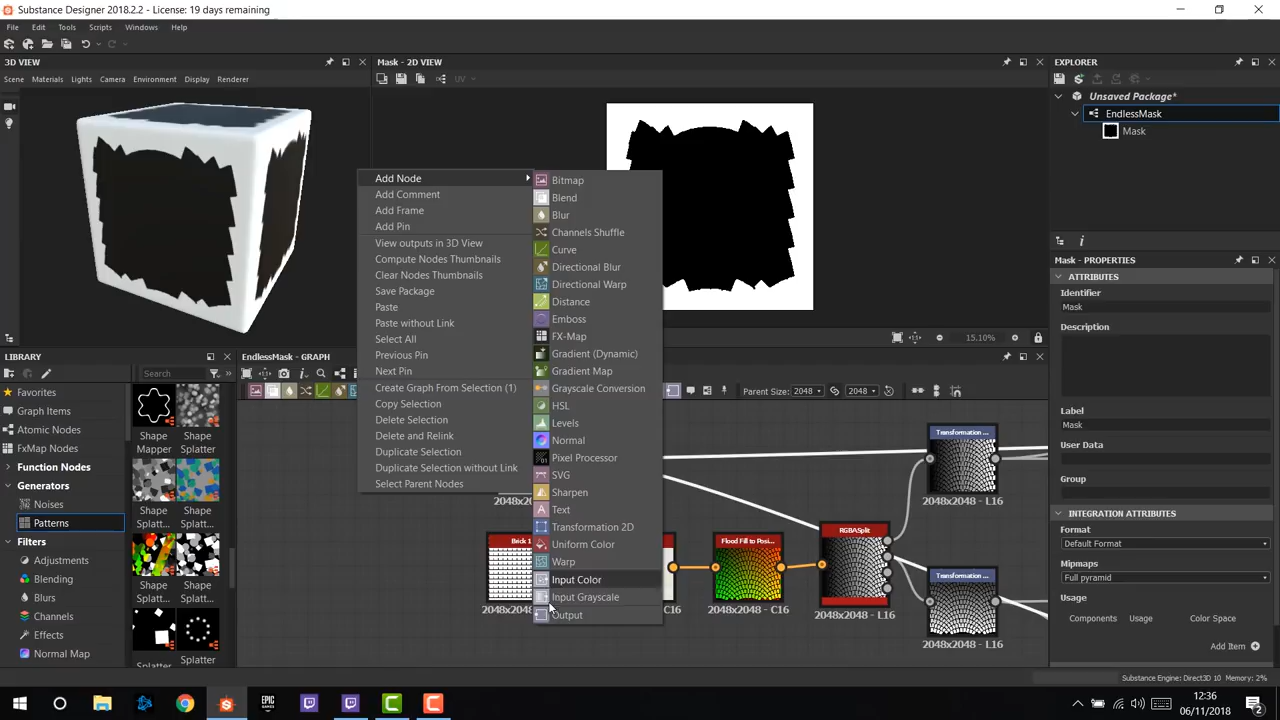 Substance Designer 2018.2.2 - License: 19 days remaining
File Edit Tools Scripts Windows Help
3D VIEW
Scene Materials Lights Camera Environment Display Renderer
Mask - 2D VIEW
UV
15.10%
Add Node
Add Comment
Add Frame
Add Pin
View outputs in 3D View
Compute Nodes Thumbnails
Clear Nodes Thumbnails
Save Package
Paste
Paste without Link
Select All
Previous Pin
Next Pin
Create Graph From Selection (1)
Copy Selection
Delete Selection
Delete and Relink
Duplicate Selection
Duplicate Selection without Link
Select Parent Nodes
Bitmap
Blend
Blur
Channels Shuffle
Curve
Directional Blur
Directional Warp
Distance
Emboss
FX-Map
Gradient (Dynamic)
Gradient Map
Grayscale Conversion
HSL
Levels
Normal
Pixel Processor
SVG
Sharpen
Text
Transformation 2D
Uniform Color
Warp
Input Color
Input Grayscale
Output
EXPLORER
Unsaved Package*
EndlessMask
Mask
Mask - PROPERTIES
ATTRIBUTES
Identifier
Mask
Description
Label
Mask
User Data
Group
INTEGRATION ATTRIBUTES
Format
Default Format
Mipmaps
Full pyramid
Usage
Components Usage Color Space
Add Item
LIBRARY
Search
Favorites
Graph Items
Atomic Nodes
FxMap Nodes
Function Nodes
Generators
Noises
Patterns
Filters
Adjustments
Blending
Blurs
Channels
Effects
Normal Map
Shape Mapper
Shape Splatter
Shape Splatt...
Shape Splatt...
Shape Splatt...
Shape Splatt...
Splatter
Splatter
EndlessMask - GRAPH
Parent Size: 2048 2048
2048x20
Brick 1
2048x20
C16
Flood Fill to Posi...
2048x2048 - C16
RGBASplit
2048x2048 - L16
Transformation ...
2048x2048 - L16
Transformation ...
2048x2048 - L16
Substance Engine: Direct3D 10 Memory: 2%
EPIC GAMES
12:36
06/11/2018
2